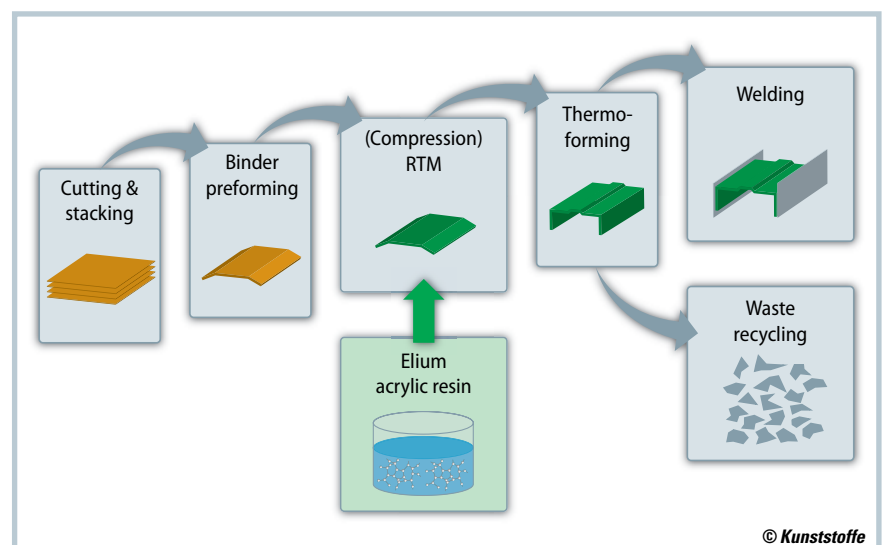 Cutting &
stacking
Binder
preforming
(Compression)
RTM
Elium
acrylic resin
Thermo-
forming
Welding
Waste
recycling
© Kunststoffe